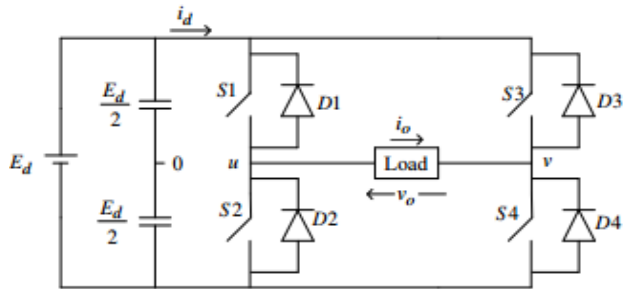 i_d
E_d/2
S1
D1
S3
D3
i_o
E_d
0
u
Load
v
v_o
E_d/2
S2
D2
S4
D4